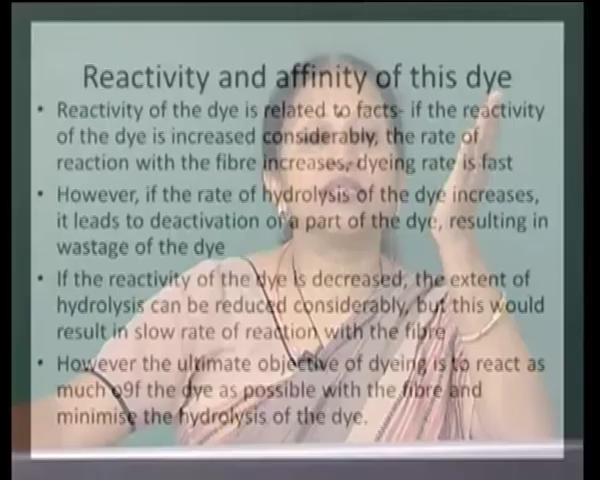 Reactivity and affinity of this dye
• Reactivity of the dye is related to facts- if the reactivity
of the dye is increased considerably, the rate of
reaction with the fibre increases, dyeing rate is fast
• However, if the rate of hydrolysis of the dye increases,
it leads to deactivation of a part of the dye, resulting in
wastage of the dye
• If the reactivity of the dye is decreased, the extent of
hydrolysis can be reduced considerably, but this would
result in slow rate of reaction with the fibre
• However the ultimate objective of dyeing is to react as
much o9f the dye as possible with the fibre and
minimise the hydrolysis of the dye.